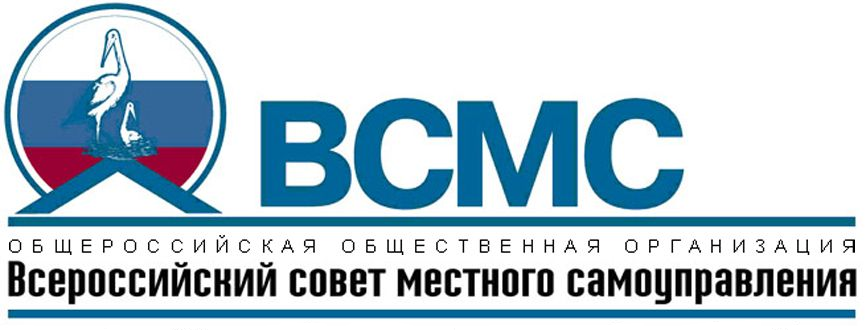 ВСМС
ОБЩЕРОССИЙСКАЯ ОБЩЕСТВЕННАЯ ОРГАНИЗАЦИЯ
Всероссийский совет местного самоуправления